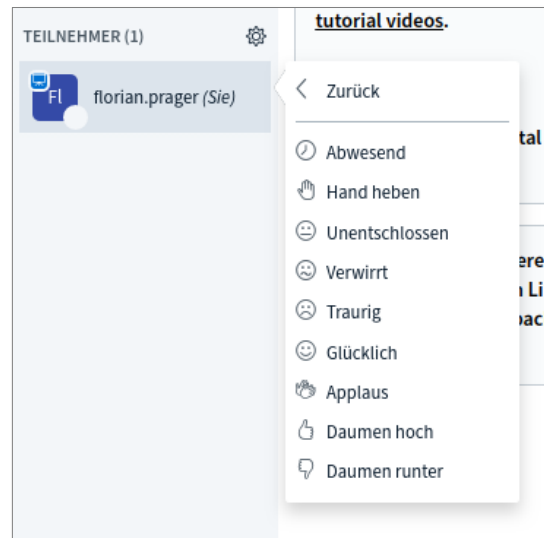 tutorial videos.
TEILNEHMER (1)
Fl
florian.prager (Sie)
Zurück
Abwesend
Hand heben
Unentschlossen
Verwirrt
Traurig
Glücklich
Applaus
Daumen hoch
Daumen runter
tal